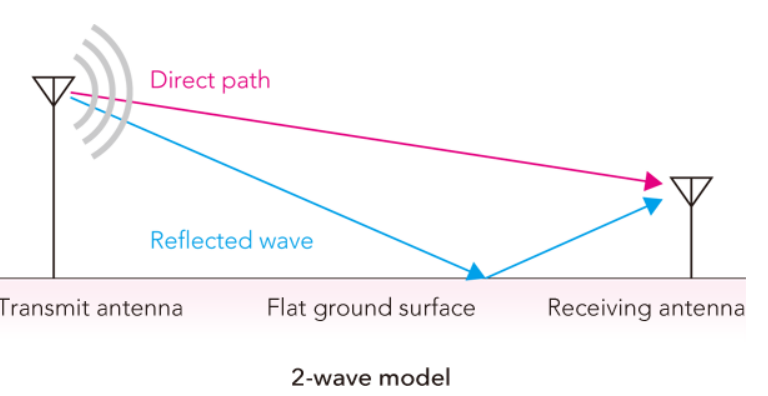 Direct path
Reflected wave
Transmit antenna
Flat ground surface
Receiving antenna
2-wave model